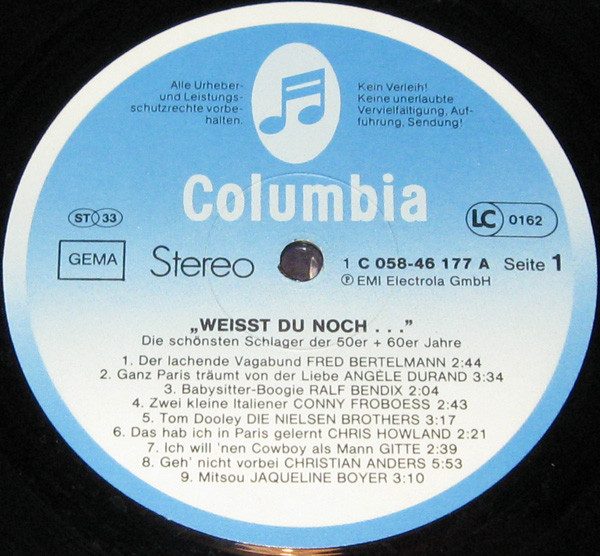 Alle Urheber-
und Leistungs-
schutzrechte vorbe-
halten.
Kein Verleih!
Keine unerlaubte
Vervielfältigung, Auf-
führung, Sendung!
Columbia
ST 33
LC 0162
GEMA
Stereo
1 C 058-46 177 A Seite 1
Ⓟ EMI Electrola GmbH
„WEISST DU NOCH . . .”
Die schönsten Schlager der 50er + 60er Jahre
1. Der lachende Vagabund FRED BERTELMANN 2:44
2. Ganz Paris träumt von der Liebe ANGÈLE DURAND 3:34
3. Babysitter-Boogie RALF BENDIX 2:04
4. Zwei kleine Italiener CONNY FROBOESS 2:43
5. Tom Dooley DIE NIELSEN BROTHERS 3:17
6. Das hab ich in Paris gelernt CHRIS HOWLAND 2:21
7. Ich will 'nen Cowboy als Mann GITTE 2:39
8. Geh' nicht vorbei CHRISTIAN ANDERS 5:53
9. Mitsou JAQUELINE BOYER 3:10